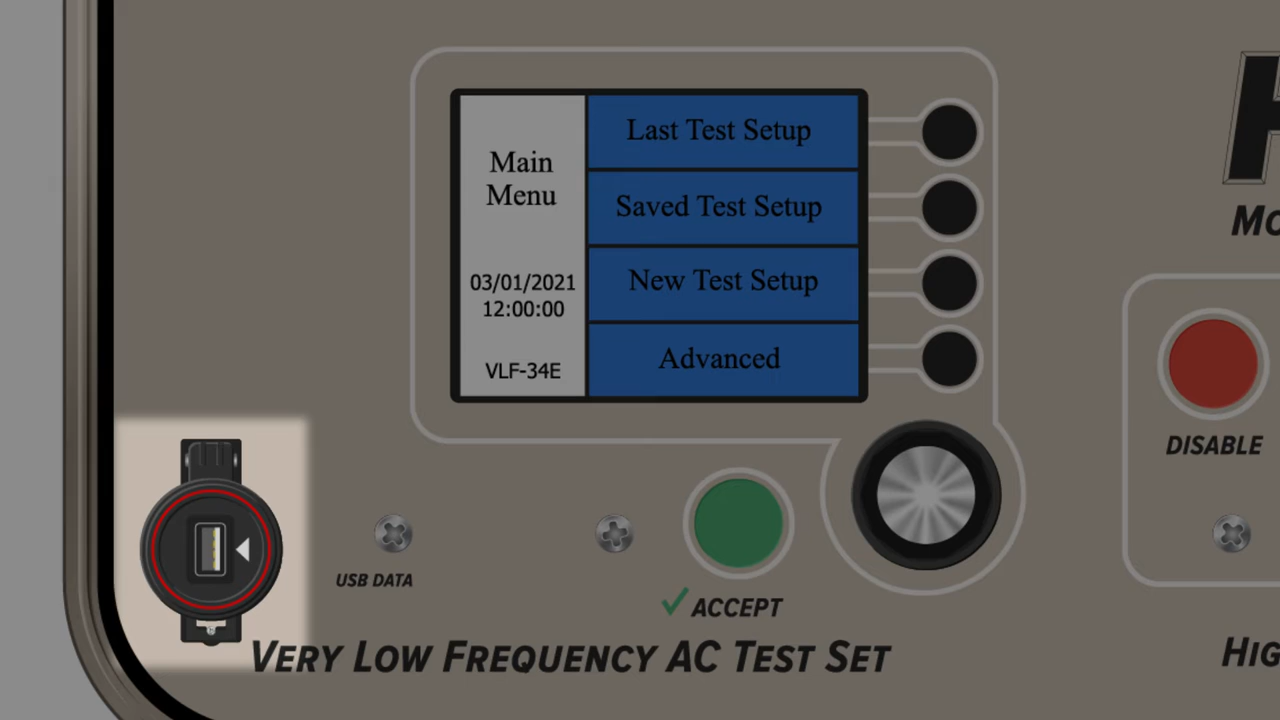 Main
Menu
03/01/2021
12:00:00
VLF-34E
Last Test Setup
Saved Test Setup
New Test Setup
Advanced
DISABLE
USB DATA
✓ ACCEPT
VERY LOW FREQUENCY AC TEST SET